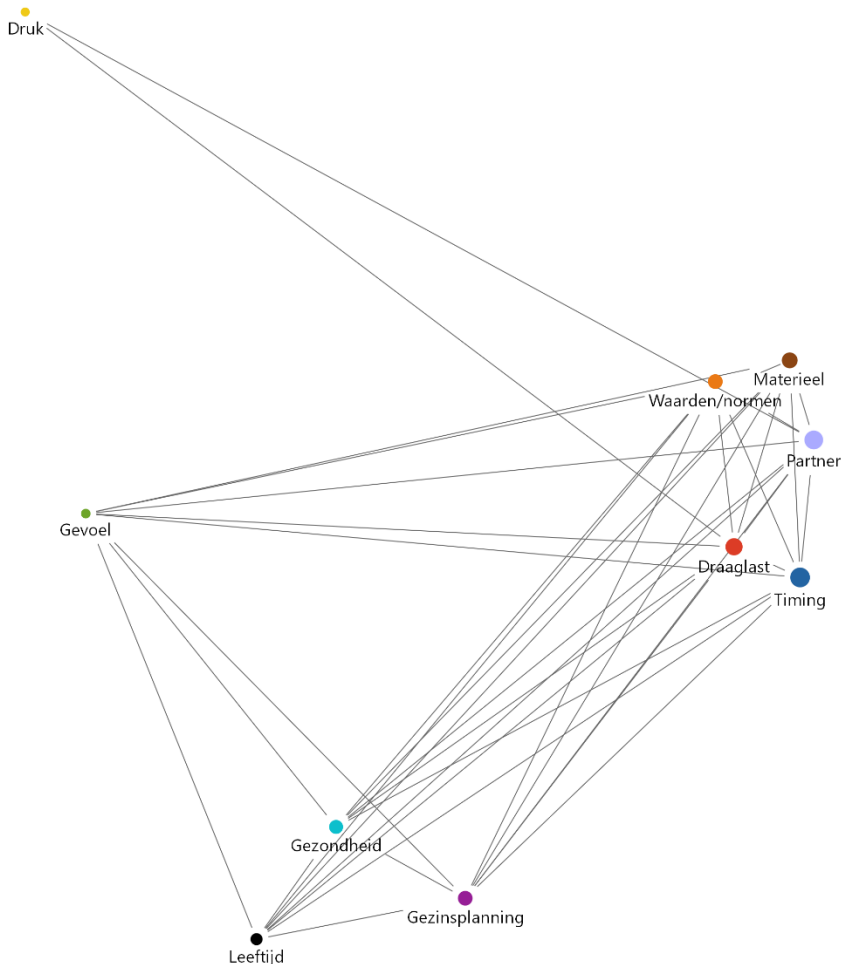 Druk
Materieel
Waarden/normen
Partner
Gevoel
Draaglast
Timing
Gezondheid
Gezinsplanning
Leeftijd